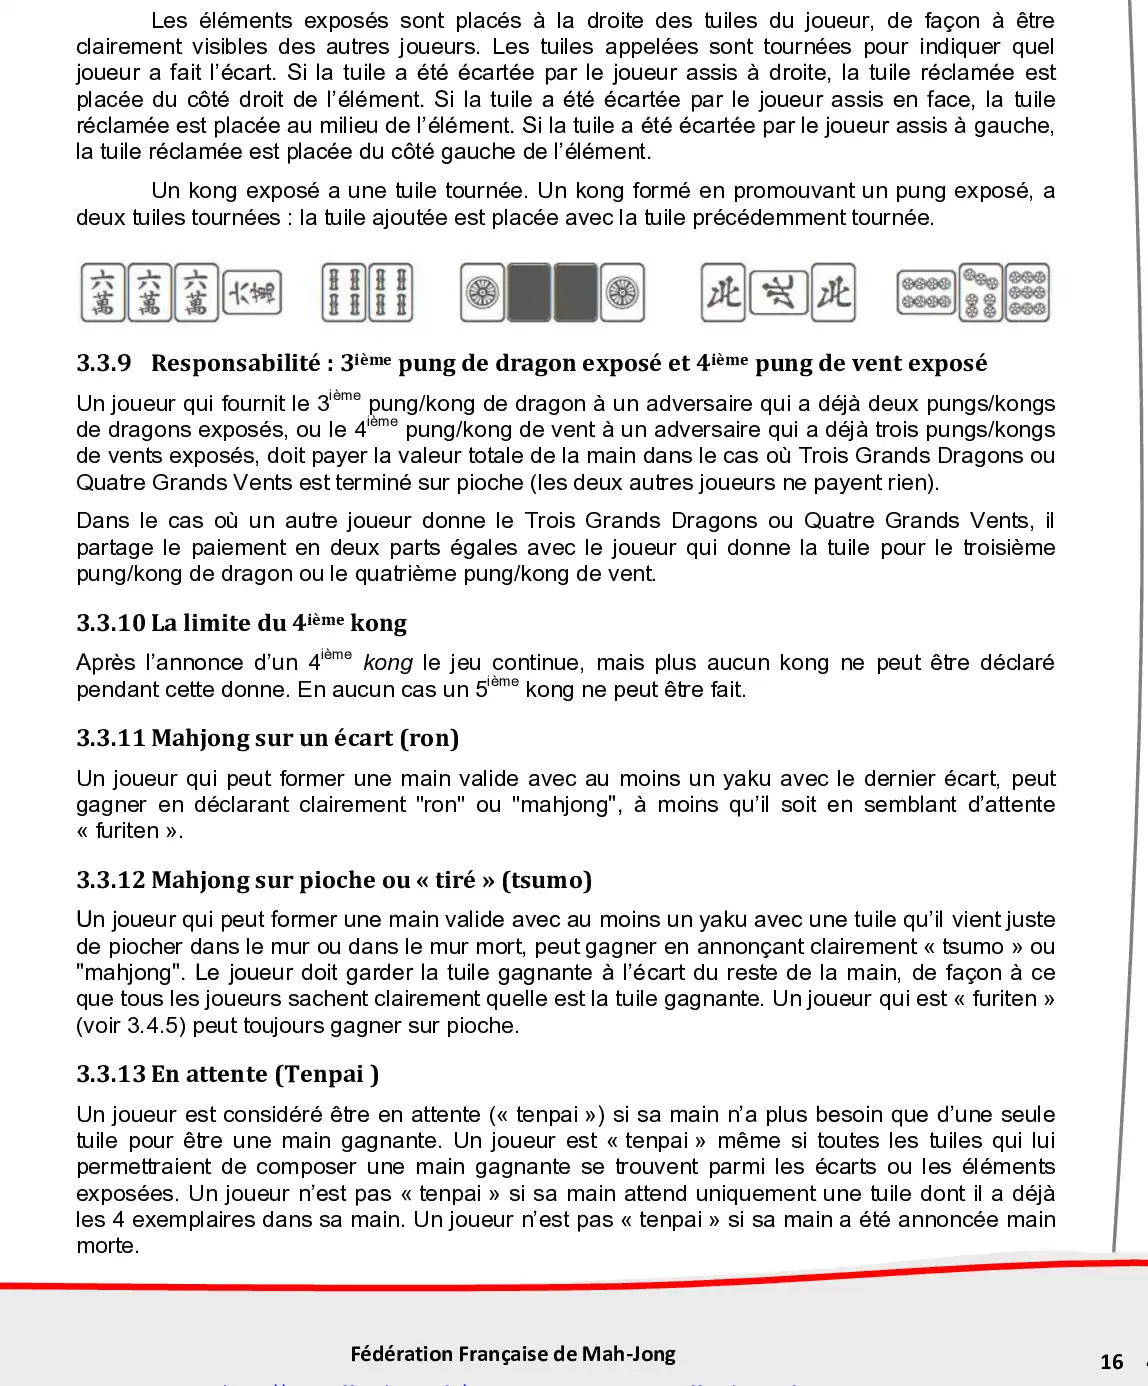 Les éléments exposés sont placés à la droite des tuiles du joueur, de façon à être
clairement visibles des autres joueurs. Les tuiles appelées sont tournées pour indiquer quel
joueur a fait l’écart. Si la tuile a été écartée par le joueur assis à droite, la tuile réclamée est
placée du côté droit de l’élément. Si la tuile a été écartée par le joueur assis en face, la tuile
réclamée est placée au milieu de l’élément. Si la tuile a été écartée par le joueur assis à gauche,
la tuile réclamée est placée du côté gauche de l’élément.
Un kong exposé a une tuile tournée. Un kong formé en promouvant un pung exposé, a
deux tuiles tournées : la tuile ajoutée est placée avec la tuile précédemment tournée.
六萬 六萬 六萬 六萬 北 北 北
3.3.9 Responsabilité : 3ième pung de dragon exposé et 4ième pung de vent exposé
Un joueur qui fournit le 3ième pung/kong de dragon à un adversaire qui a déjà deux pungs/kongs
de dragons exposés, ou le 4ième pung/kong de vent à un adversaire qui a déjà trois pungs/kongs
de vents exposés, doit payer la valeur totale de la main dans le cas où Trois Grands Dragons ou
Quatre Grands Vents est terminé sur pioche (les deux autres joueurs ne payent rien).
Dans le cas où un autre joueur donne le Trois Grands Dragons ou Quatre Grands Vents, il
partage le paiement en deux parts égales avec le joueur qui donne la tuile pour le troisième
pung/kong de dragon ou le quatrième pung/kong de vent.
3.3.10 La limite du 4ième kong
Après l’annonce d’un 4ième kong le jeu continue, mais plus aucun kong ne peut être déclaré
pendant cette donne. En aucun cas un 5ième kong ne peut être fait.
3.3.11 Mahjong sur un écart (ron)
Un joueur qui peut former une main valide avec au moins un yaku avec le dernier écart, peut
gagner en déclarant clairement "ron" ou "mahjong", à moins qu’il soit en semblant d’attente
« furiten ».
3.3.12 Mahjong sur pioche ou « tiré » (tsumo)
Un joueur qui peut former une main valide avec au moins un yaku avec une tuile qu’il vient juste
de piocher dans le mur ou dans le mur mort, peut gagner en annonçant clairement « tsumo » ou
"mahjong". Le joueur doit garder la tuile gagnante à l’écart du reste de la main, de façon à ce
que tous les joueurs sachent clairement quelle est la tuile gagnante. Un joueur qui est « furiten »
(voir 3.4.5) peut toujours gagner sur pioche.
3.3.13 En attente (Tenpai )
Un joueur est considéré être en attente (« tenpai ») si sa main n’a plus besoin que d’une seule
tuile pour être une main gagnante. Un joueur est « tenpai » même si toutes les tuiles qui lui
permettraient de composer une main gagnante se trouvent parmi les écarts ou les éléments
exposées. Un joueur n’est pas « tenpai » si sa main attend uniquement une tuile dont il a déjà
les 4 exemplaires dans sa main. Un joueur n’est pas « tenpai » si sa main a été annoncée main
morte.
Fédération Française de Mah-Jong
16